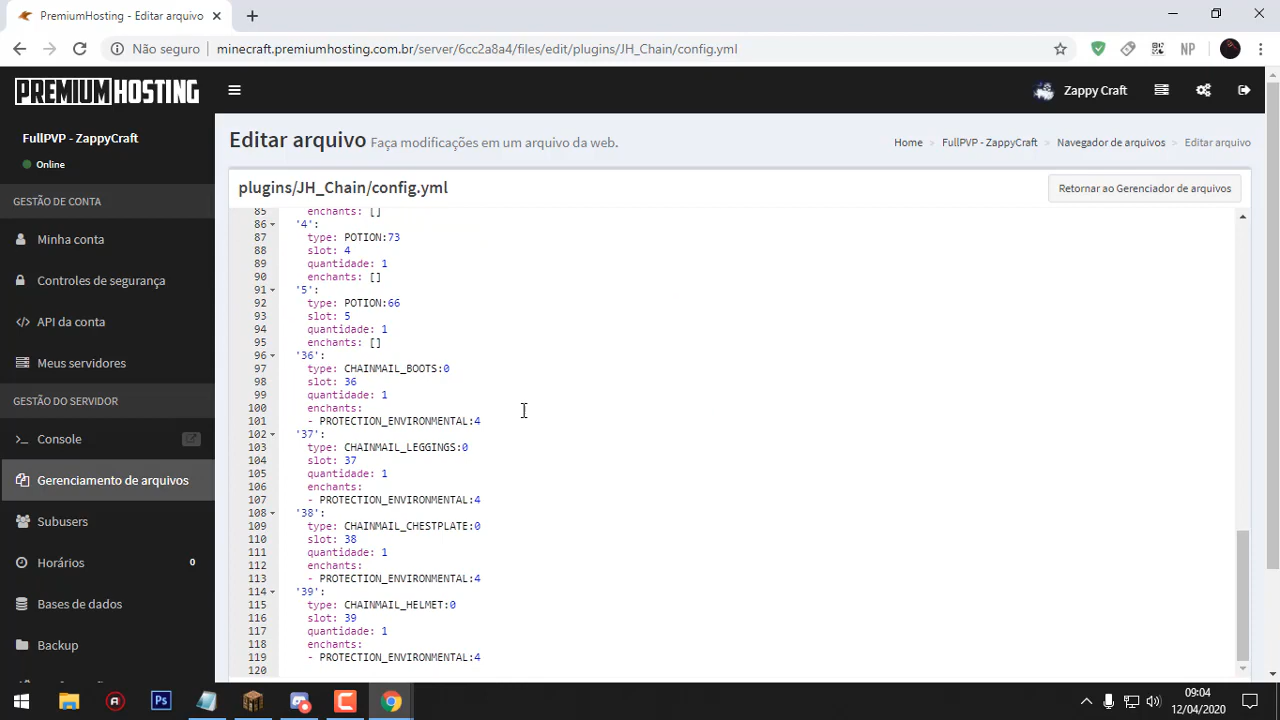 PremiumHosting - Editar arquivo
Não seguro
minecraft.premiumhosting.com.br/server/6cc2a8a4/files/edit/plugins/JH_Chain/config.yml
NP
PREMIUMHOSTING
Zappy Craft
FullPVP - ZappyCraft
Online
GESTÃO DE CONTA
Minha conta
Controles de segurança
API da conta
Meus servidores
GESTÃO DO SERVIDOR
Console
Gerenciamento de arquivos
Subusers
Horários 0
Bases de dados
Backup
Editar arquivo Faça modificações em um arquivo da web.
Home < FullPVP - ZappyCraft < Navegador de arquivos < Editar arquivo
plugins/JH_Chain/config.yml
Retornar ao Gerenciador de arquivos
85 enchants: []
86 '4':
87 type: POTION:73
88 slot: 4
89 quantidade: 1
90 enchants: []
91 '5':
92 type: POTION:66
93 slot: 5
94 quantidade: 1
95 enchants: []
96 '36':
97 type: CHAINMAIL_BOOTS:0
98 slot: 36
99 quantidade: 1
100 enchants:
101 - PROTECTION_ENVIRONMENTAL:4
102 '37':
103 type: CHAINMAIL_LEGGINGS:0
104 slot: 37
105 quantidade: 1
106 enchants:
107 - PROTECTION_ENVIRONMENTAL:4
108 '38':
109 type: CHAINMAIL_CHESTPLATE:0
110 slot: 38
111 quantidade: 1
112 enchants:
113 - PROTECTION_ENVIRONMENTAL:4
114 '39':
115 type: CHAINMAIL_HELMET:0
116 slot: 39
117 quantidade: 1
118 enchants:
119 - PROTECTION_ENVIRONMENTAL:4
120
Ps
09:04
12/04/2020